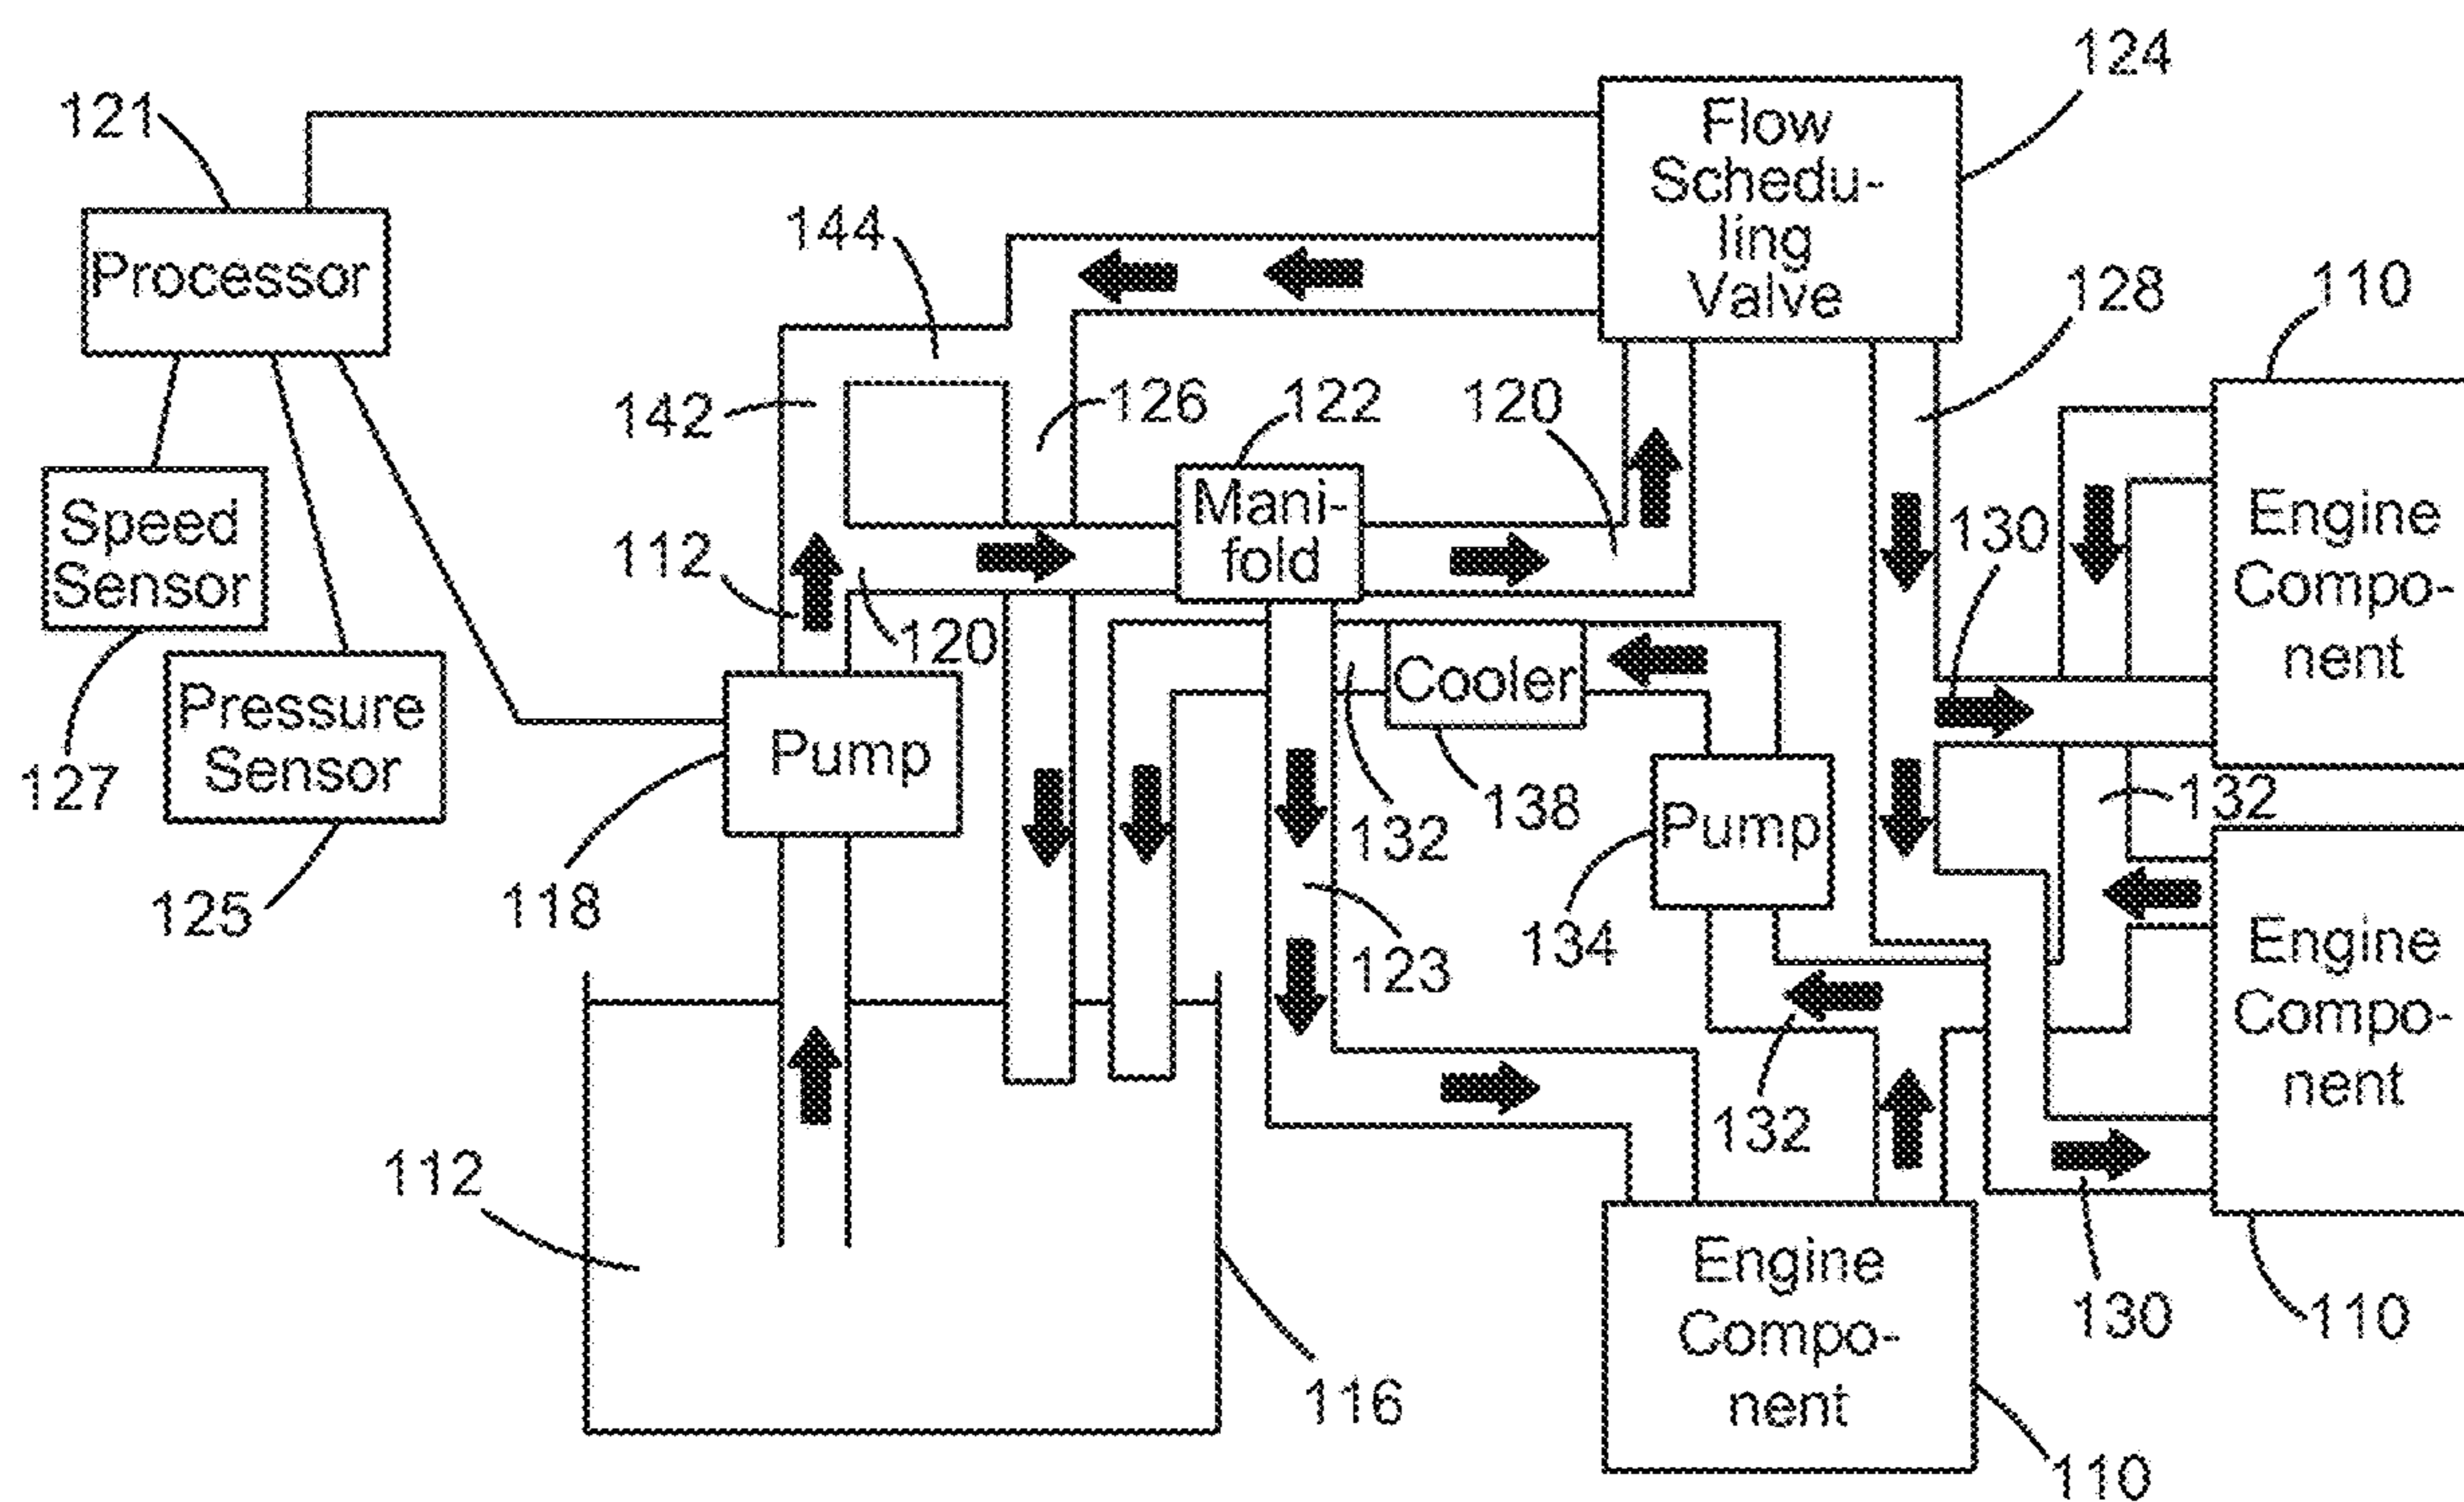 124
121
Flow
Schedu-
ling
Valve
144
Processor
128
110
142
126
122
120
Mani-
fold
Engine
Compo-
nent
Speed
Sensor
112
130
120
Cooler
Pressure
Sensor
Pump
127
138
132
Pump
132
118
125
134
123
Engine
Compo-
nent
132
112
Engine
Compo-
nent
130
110
116
110